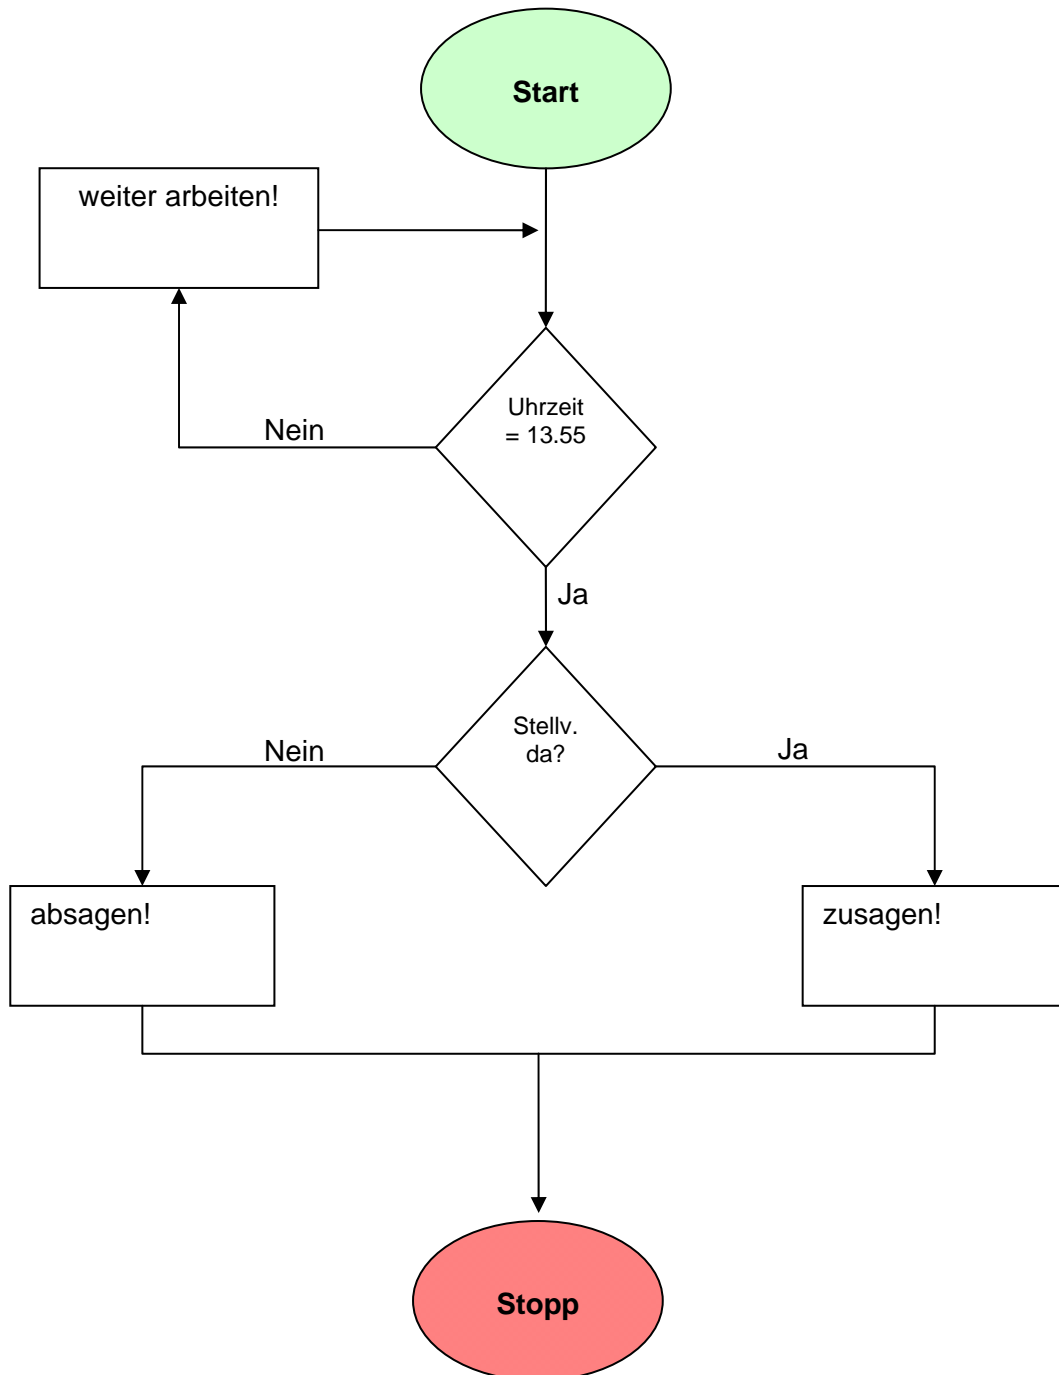 Start
weiter arbeiten!
Uhrzeit
= 13.55
Nein
Ja
Stellv.
da?
Nein
Ja
absagen!
zusagen!
Stopp